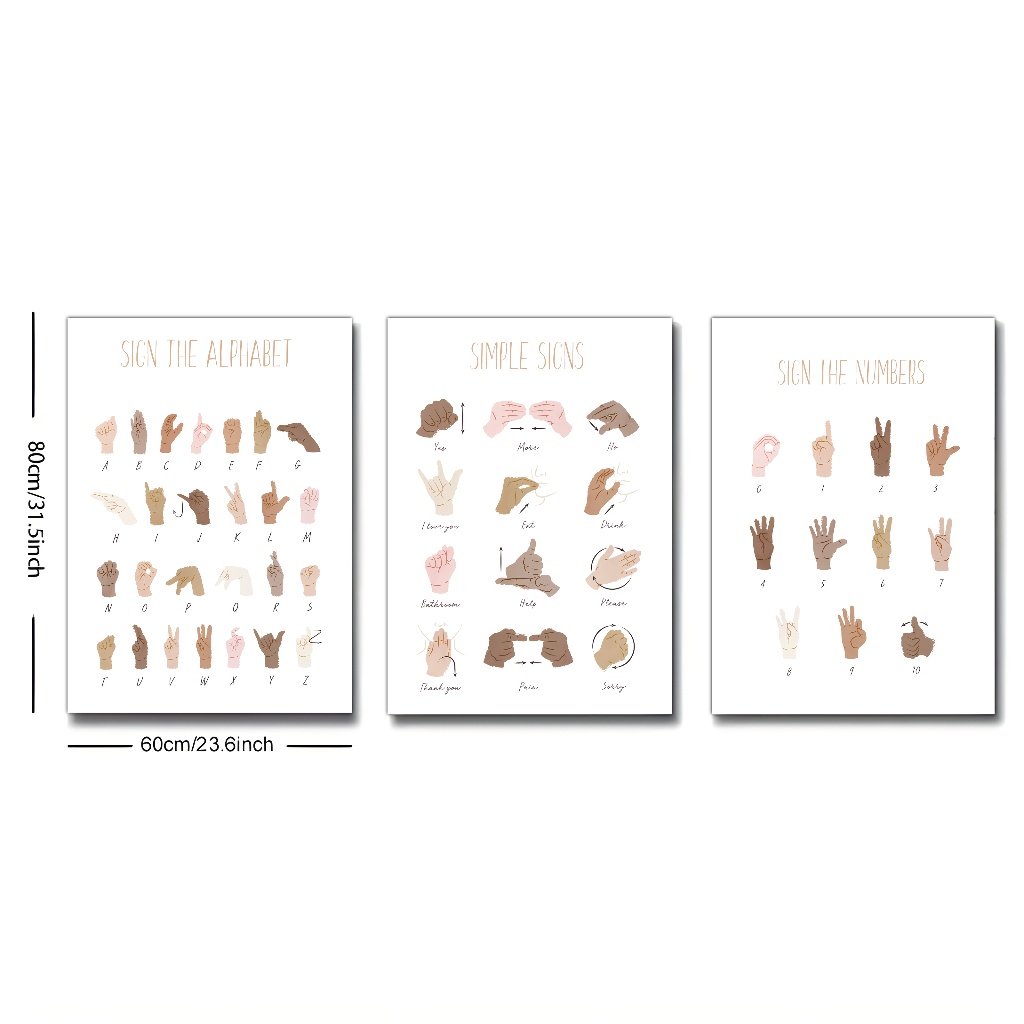 80cm/31.5inch
60cm/23.6inch
SIGN THE ALPHABET
A B C D E F G
H I J K L M
N O P Q R S
T U V W X Y Z
SIMPLE SIGNS
Yes More No
I love you Eat Drink
Bathroom Help Please
Thank you Pain Sorry
SIGN THE NUMBERS
0 1 2 3
4 5 6 7
8 9 10